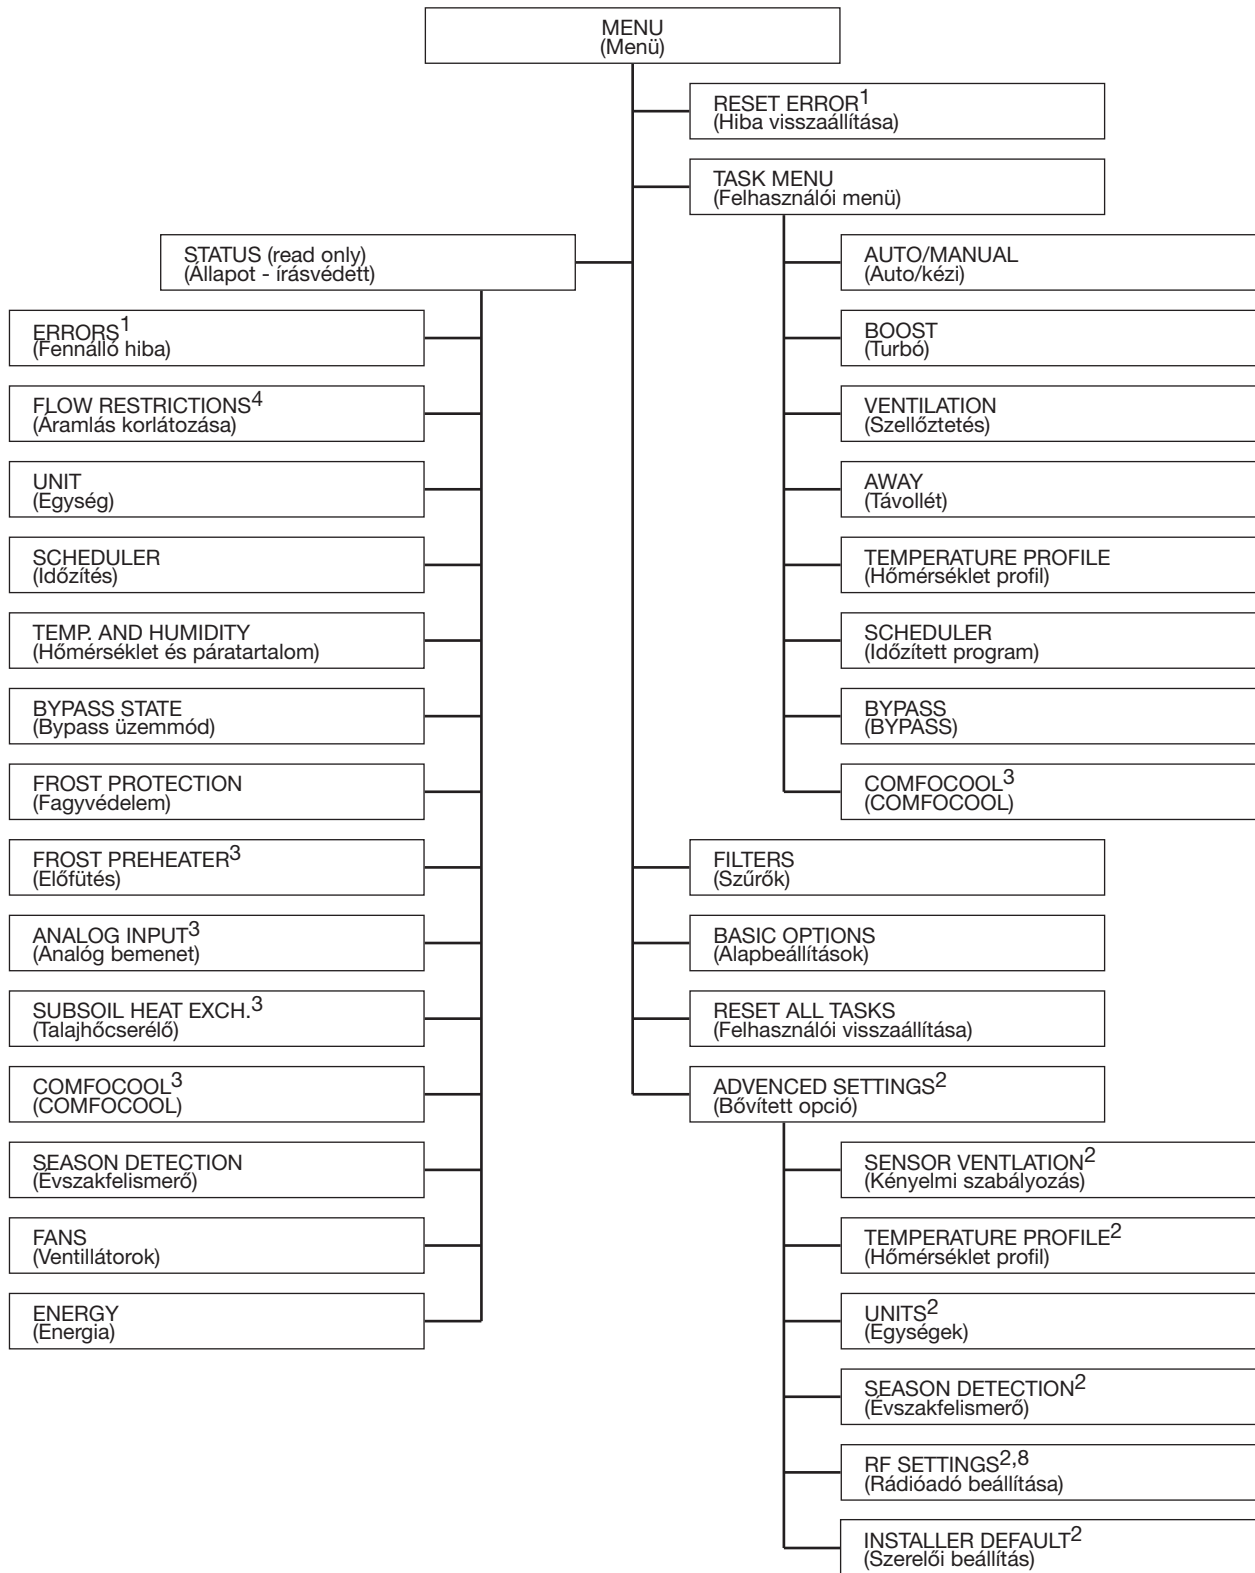 MENU
(Menü)
RESET ERROR¹
(Hiba visszaállítása)
TASK MENU
(Felhasználói menü)
STATUS (read only)
(Állapot - írásvédett)
AUTO/MANUAL
(Auto/kézi)
ERRORS¹
(Fennálló hiba)
BOOST
(Turbó)
FLOW RESTRICTIONS⁴
(Áramlás korlátozása)
VENTILATION
(Szellőztetés)
UNIT
(Egység)
AWAY
(Távollét)
SCHEDULER
(Időzítés)
TEMPERATURE PROFILE
(Hőmérséklet profil)
TEMP. AND HUMIDITY
(Hőmérséklet és páratartalom)
SCHEDULER
(Időzített program)
BYPASS STATE
(Bypass üzemmód)
BYPASS
(BYPASS)
FROST PROTECTION
(Fagyvédelem)
COMFOCOOL³
(COMFOCOOL)
FROST PREHEATER³
(Előfütés)
FILTERS
(Szűrők)
ANALOG INPUT³
(Analóg bemenet)
BASIC OPTIONS
(Alapbeállítások)
SUBSOIL HEAT EXCH.³
(Talajhőcserélő)
RESET ALL TASKS
(Felhasználói visszaállítása)
COMFOCOOL³
(COMFOCOOL)
ADVENCED SETTINGS²
(Bővített opció)
SEASON DETECTION
(Évszakfelismerő)
SENSOR VENTLATION²
(Kényelmi szabályozás)
FANS
(Ventillátorok)
TEMPERATURE PROFILE²
(Hőmérséklet profil)
ENERGY
(Energia)
UNITS²
(Egységek)
SEASON DETECTION²
(Évszakfelismerő)
RF SETTINGS²,⁸
(Rádióadó beállítása)
INSTALLER DEFAULT²
(Szerelői beállítás)